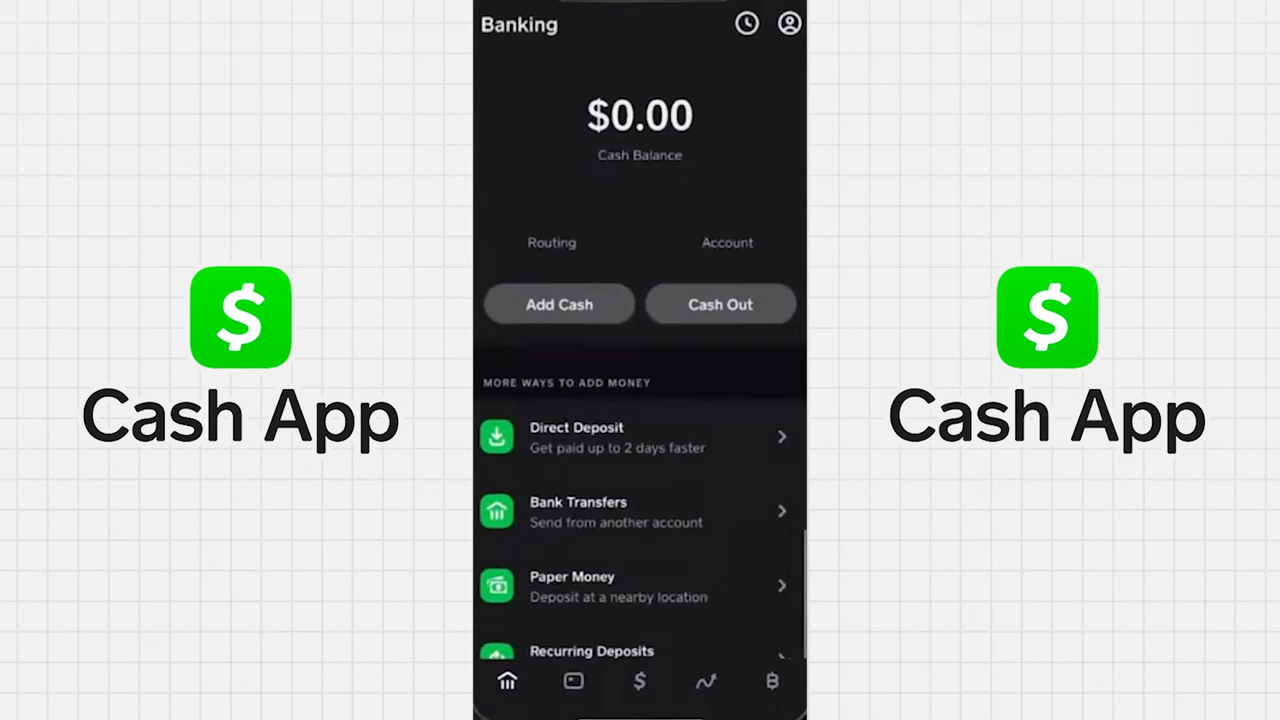 Banking
$0.00
Cash Balance
Routing
Account
Add Cash
Cash Out
MORE WAYS TO ADD MONEY
Direct Deposit
Get paid up to 2 days faster
Bank Transfers
Send from another account
Paper Money
Deposit at a nearby location
Recurring Deposits
$
Cash App
$
Cash App